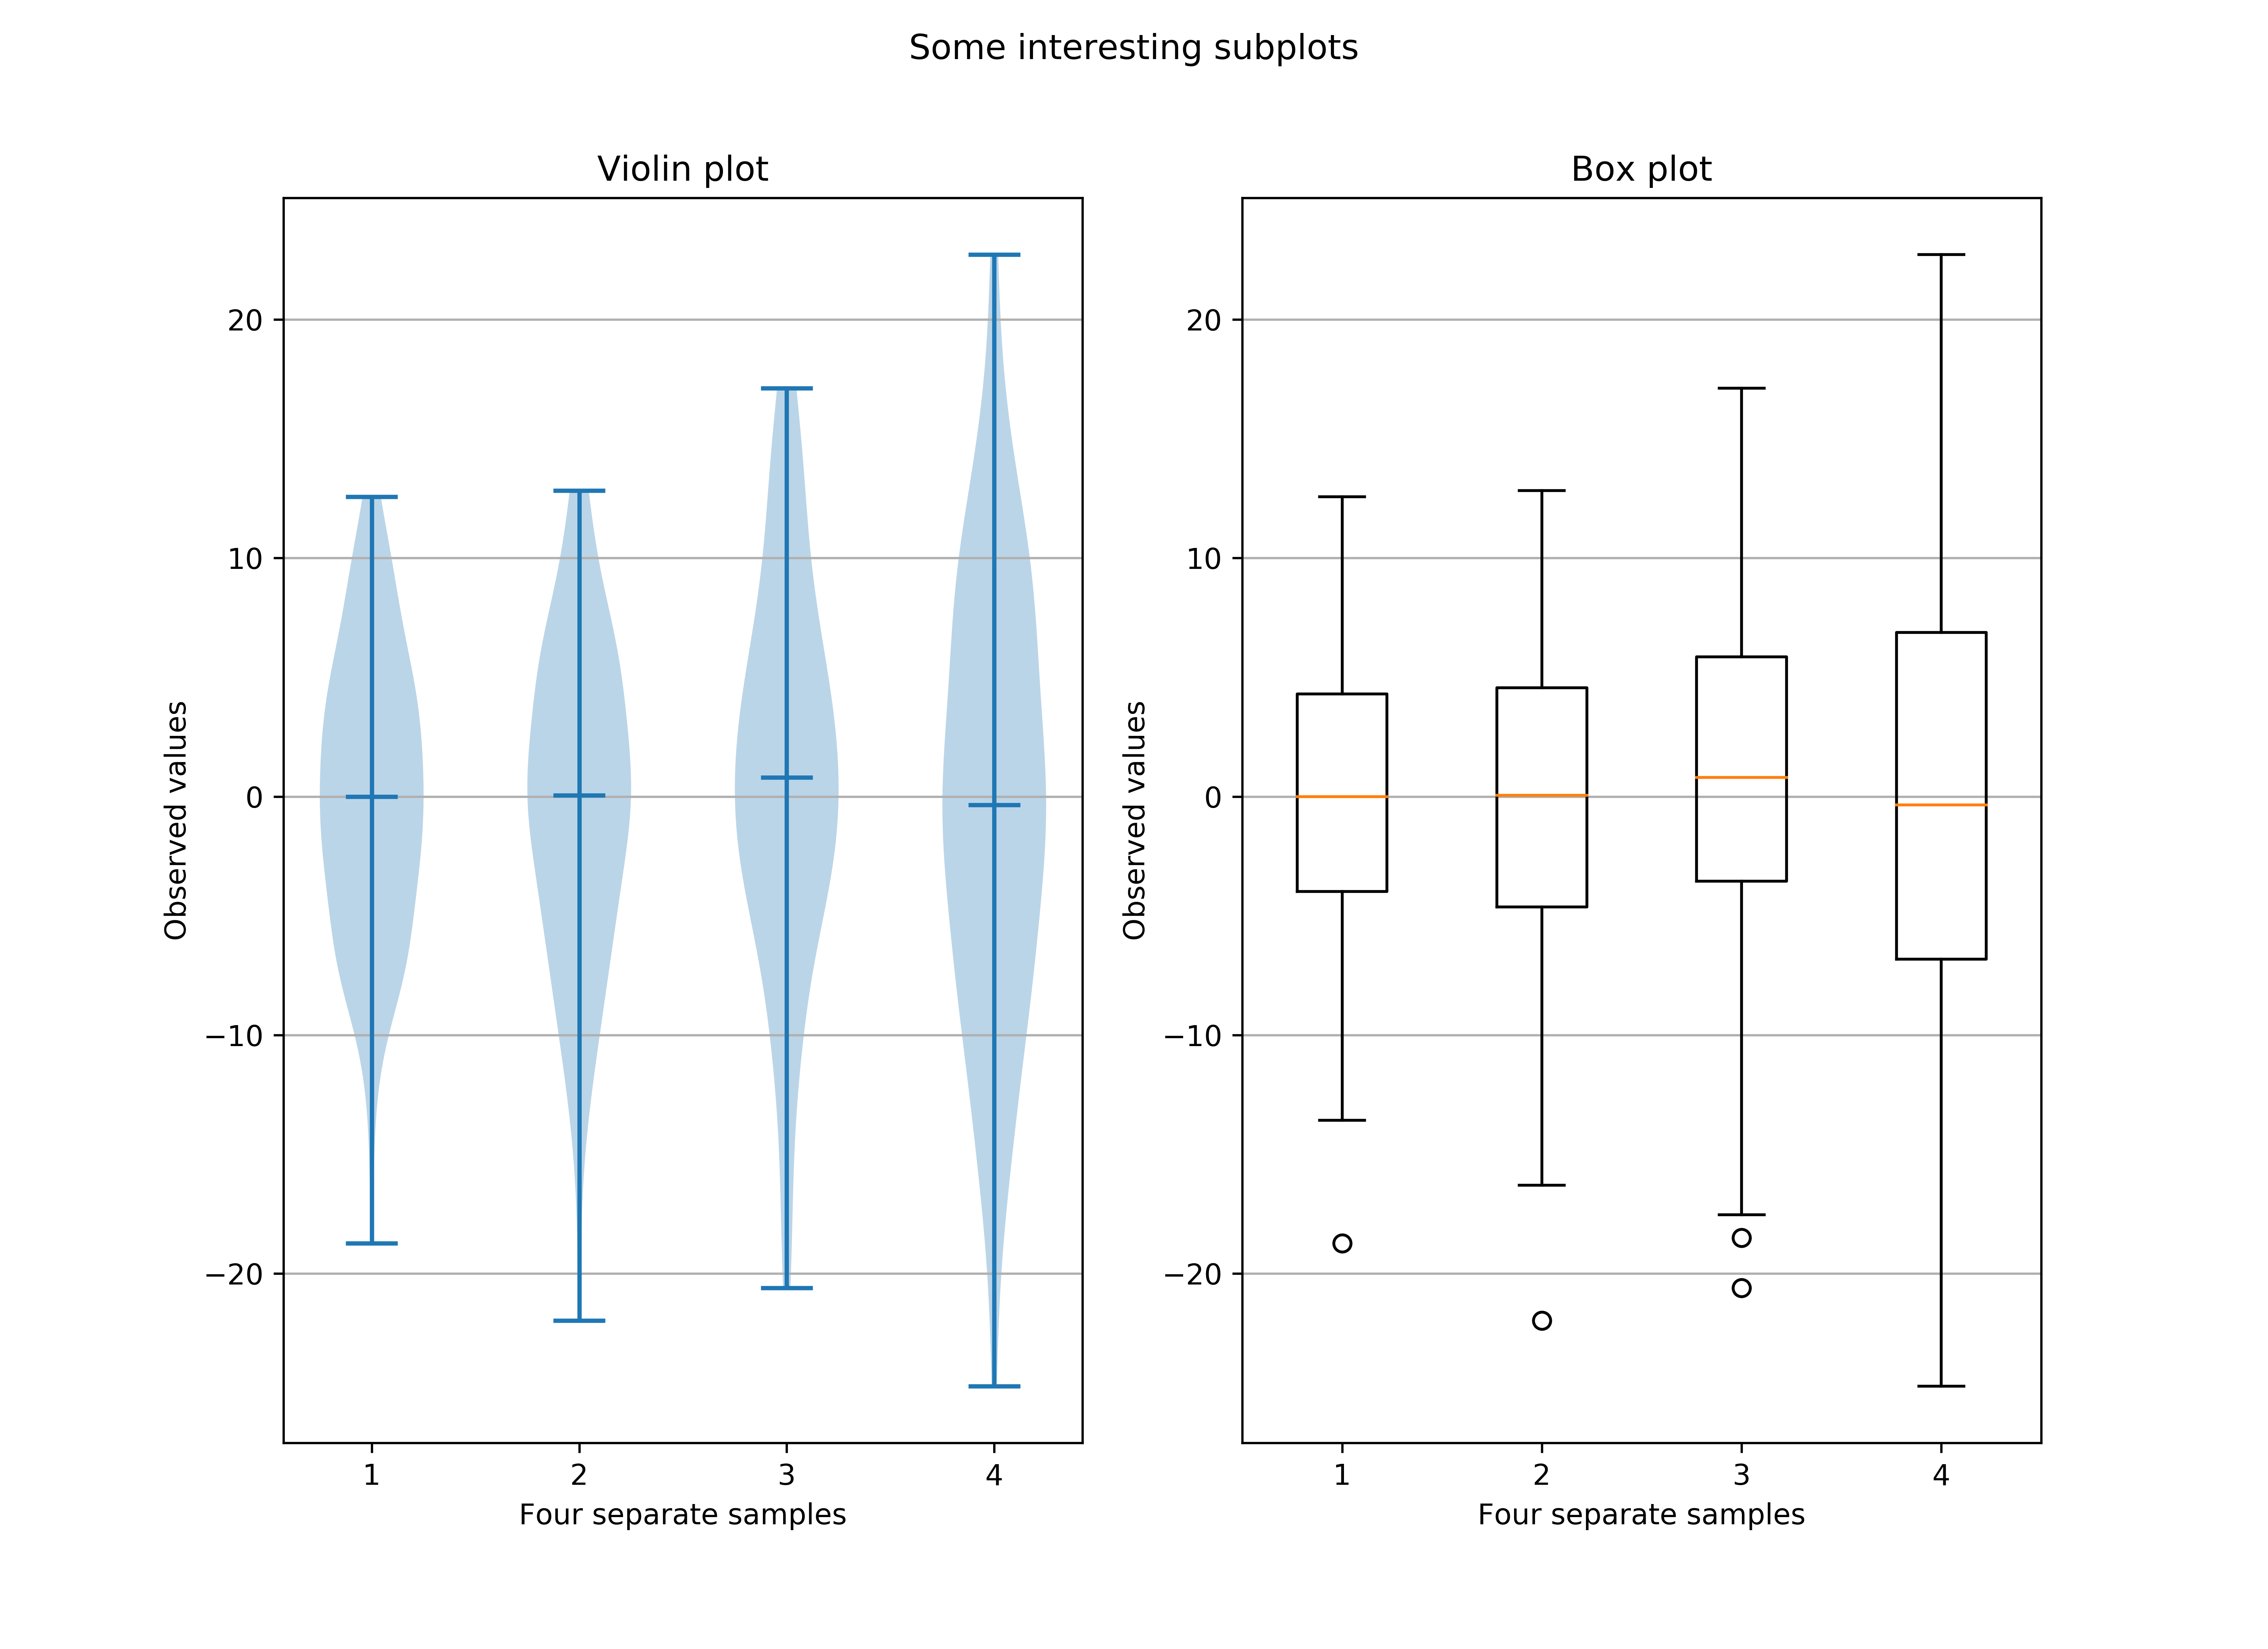 Some interesting subplots
Violin plot
Observed values
20
10
0
−10
−20
1 2 3 4
Four separate samples
Box plot
Observed values
20
10
0
−10
−20
1 2 3 4
Four separate samples